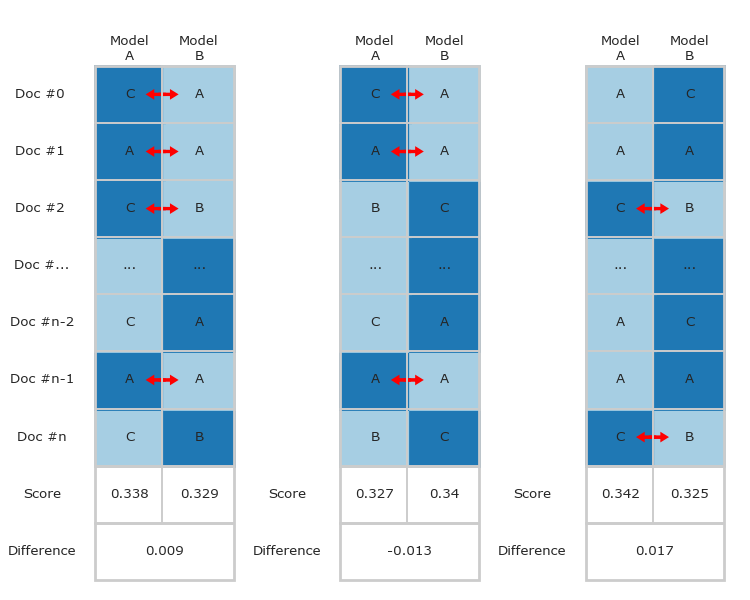 Model Model Model Model Model Model
A B A B A B
Doc #0 C A C A A C
Doc #1 A A A A A A
Doc #2 C B B C C B
Doc #... ... ... ... ... ... ...
Doc #n-2 C A C A A C
Doc #n-1 A A A A A A
Doc #n C B B C C B
Score 0.338 0.329 Score 0.327 0.34 Score 0.342 0.325
Difference 0.009 Difference -0.013 Difference 0.017